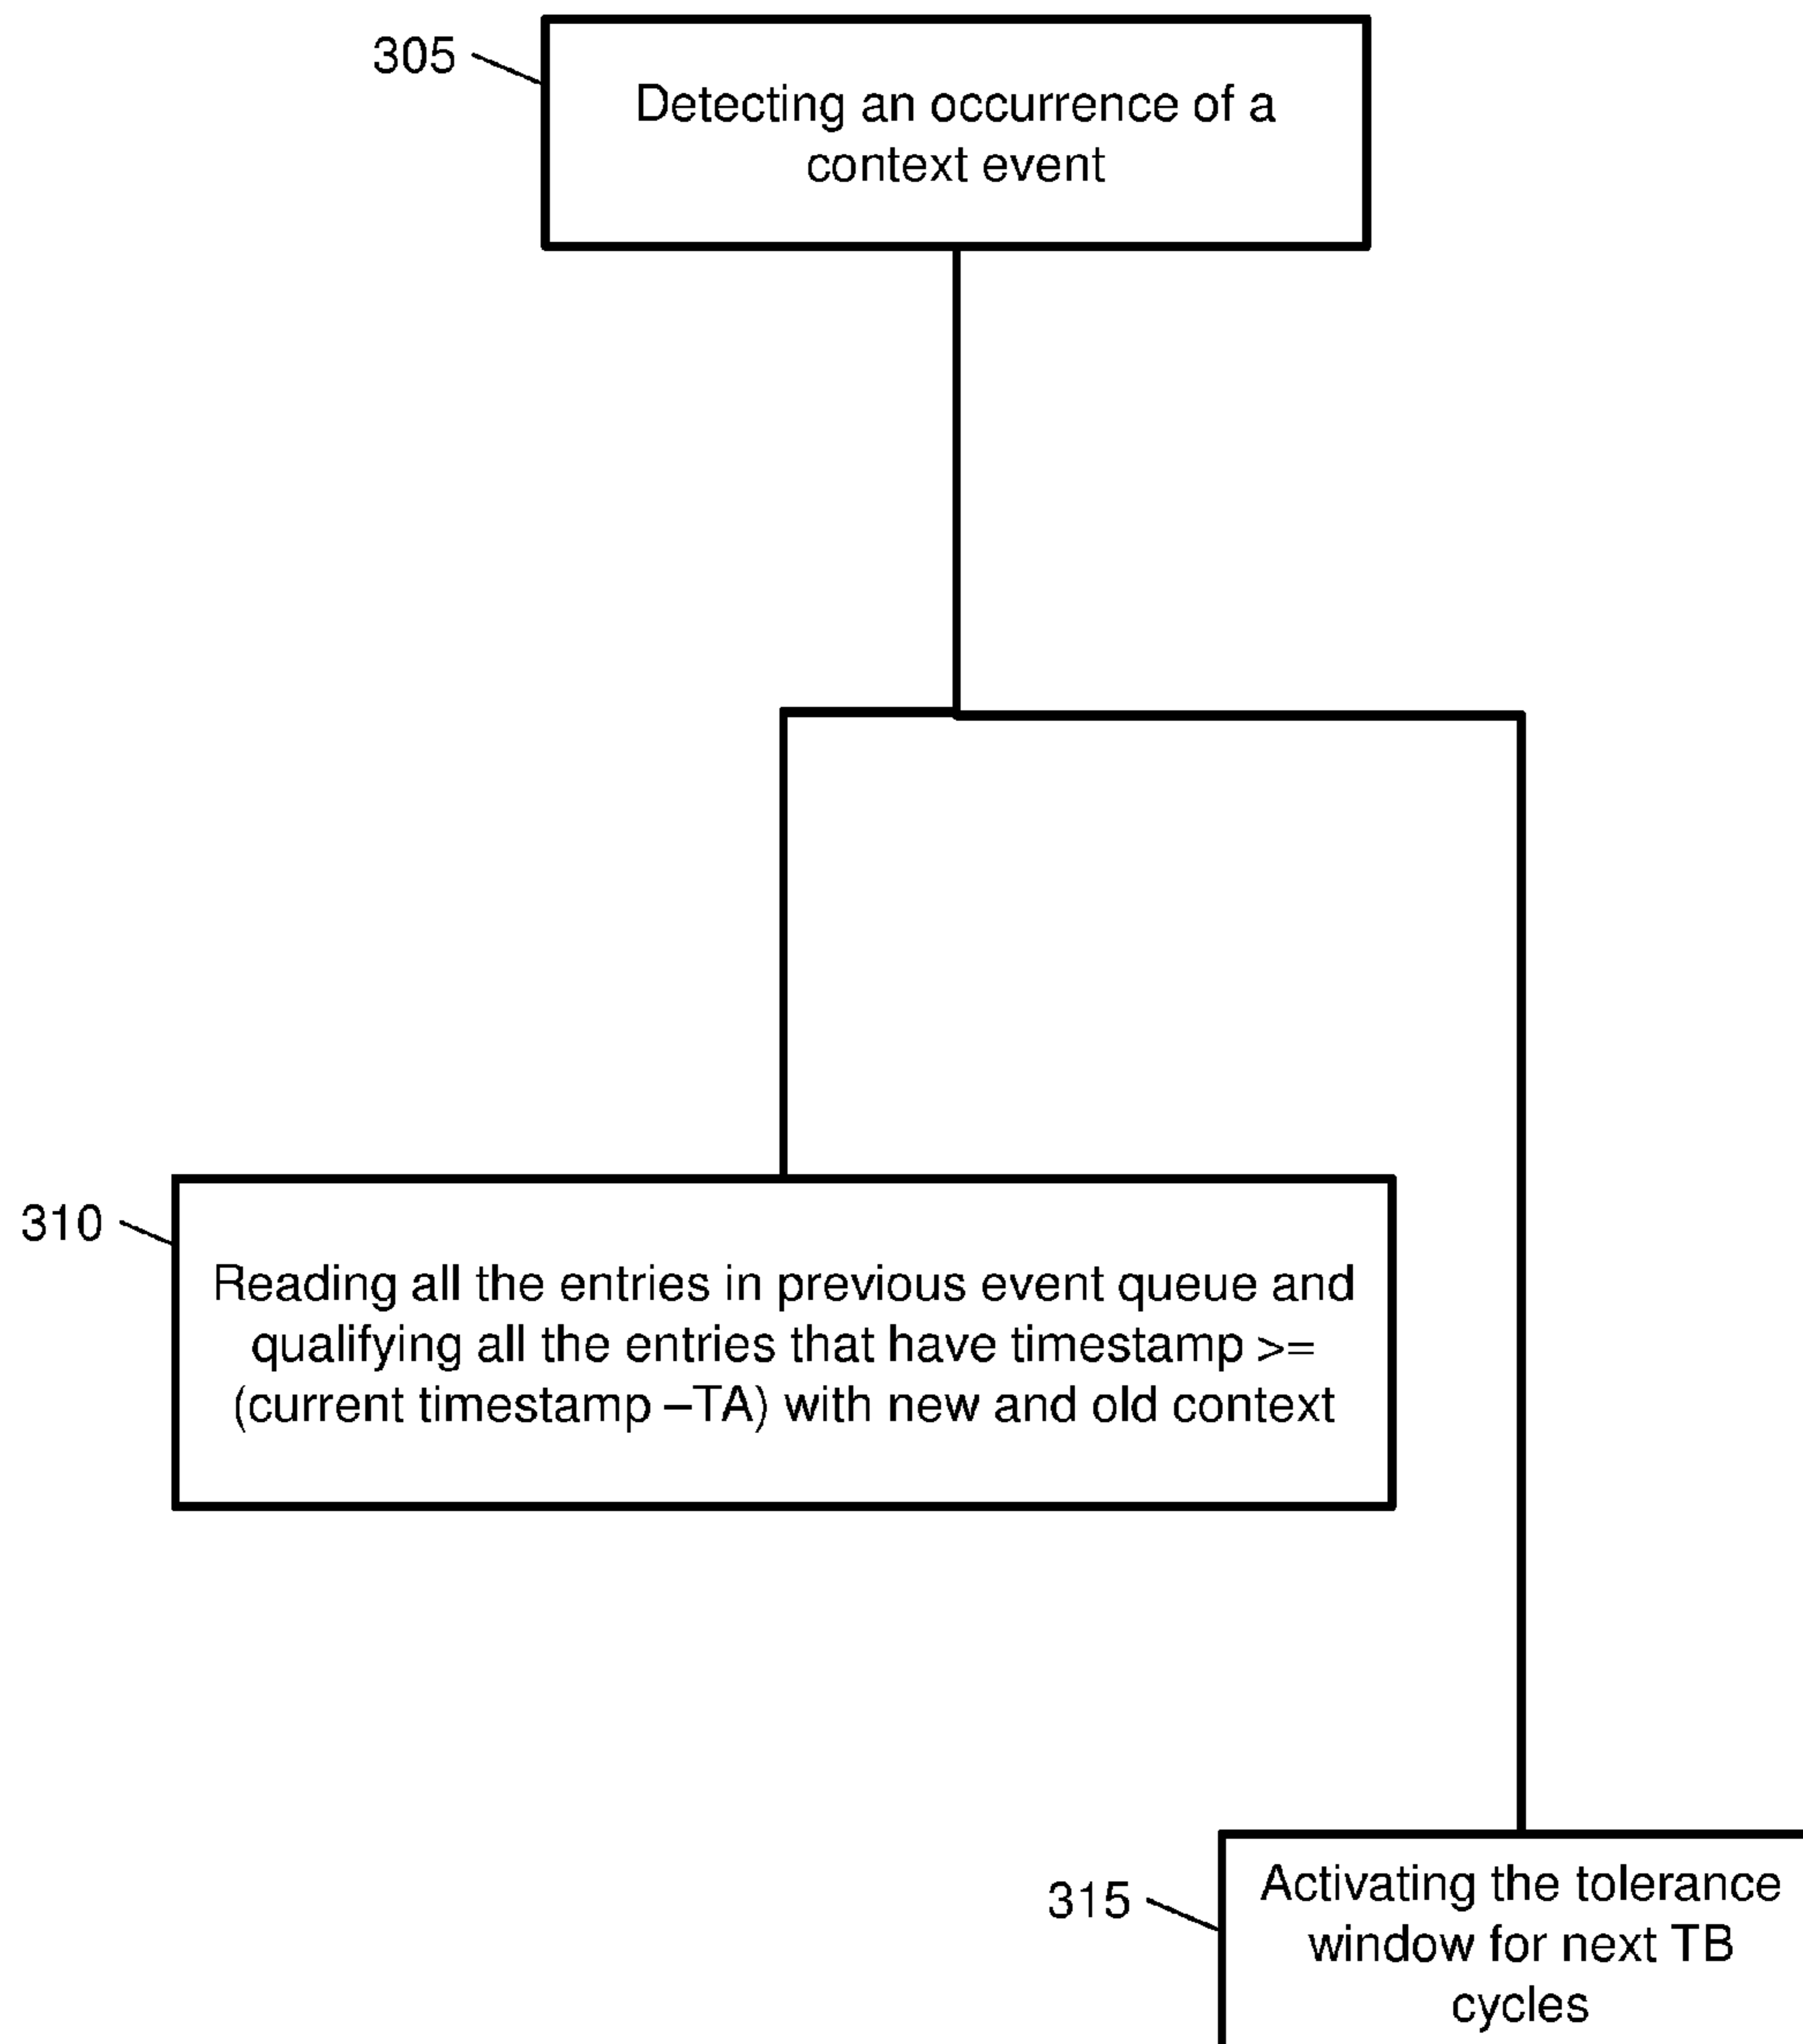 305
Detecting an occurrence of a
context event
310
Reading all the entries in previous event queue and
qualifying all the entries that have timestamp >=
(current timestamp –TA) with new and old context
315
Activating the tolerance
window for next TB
cycles